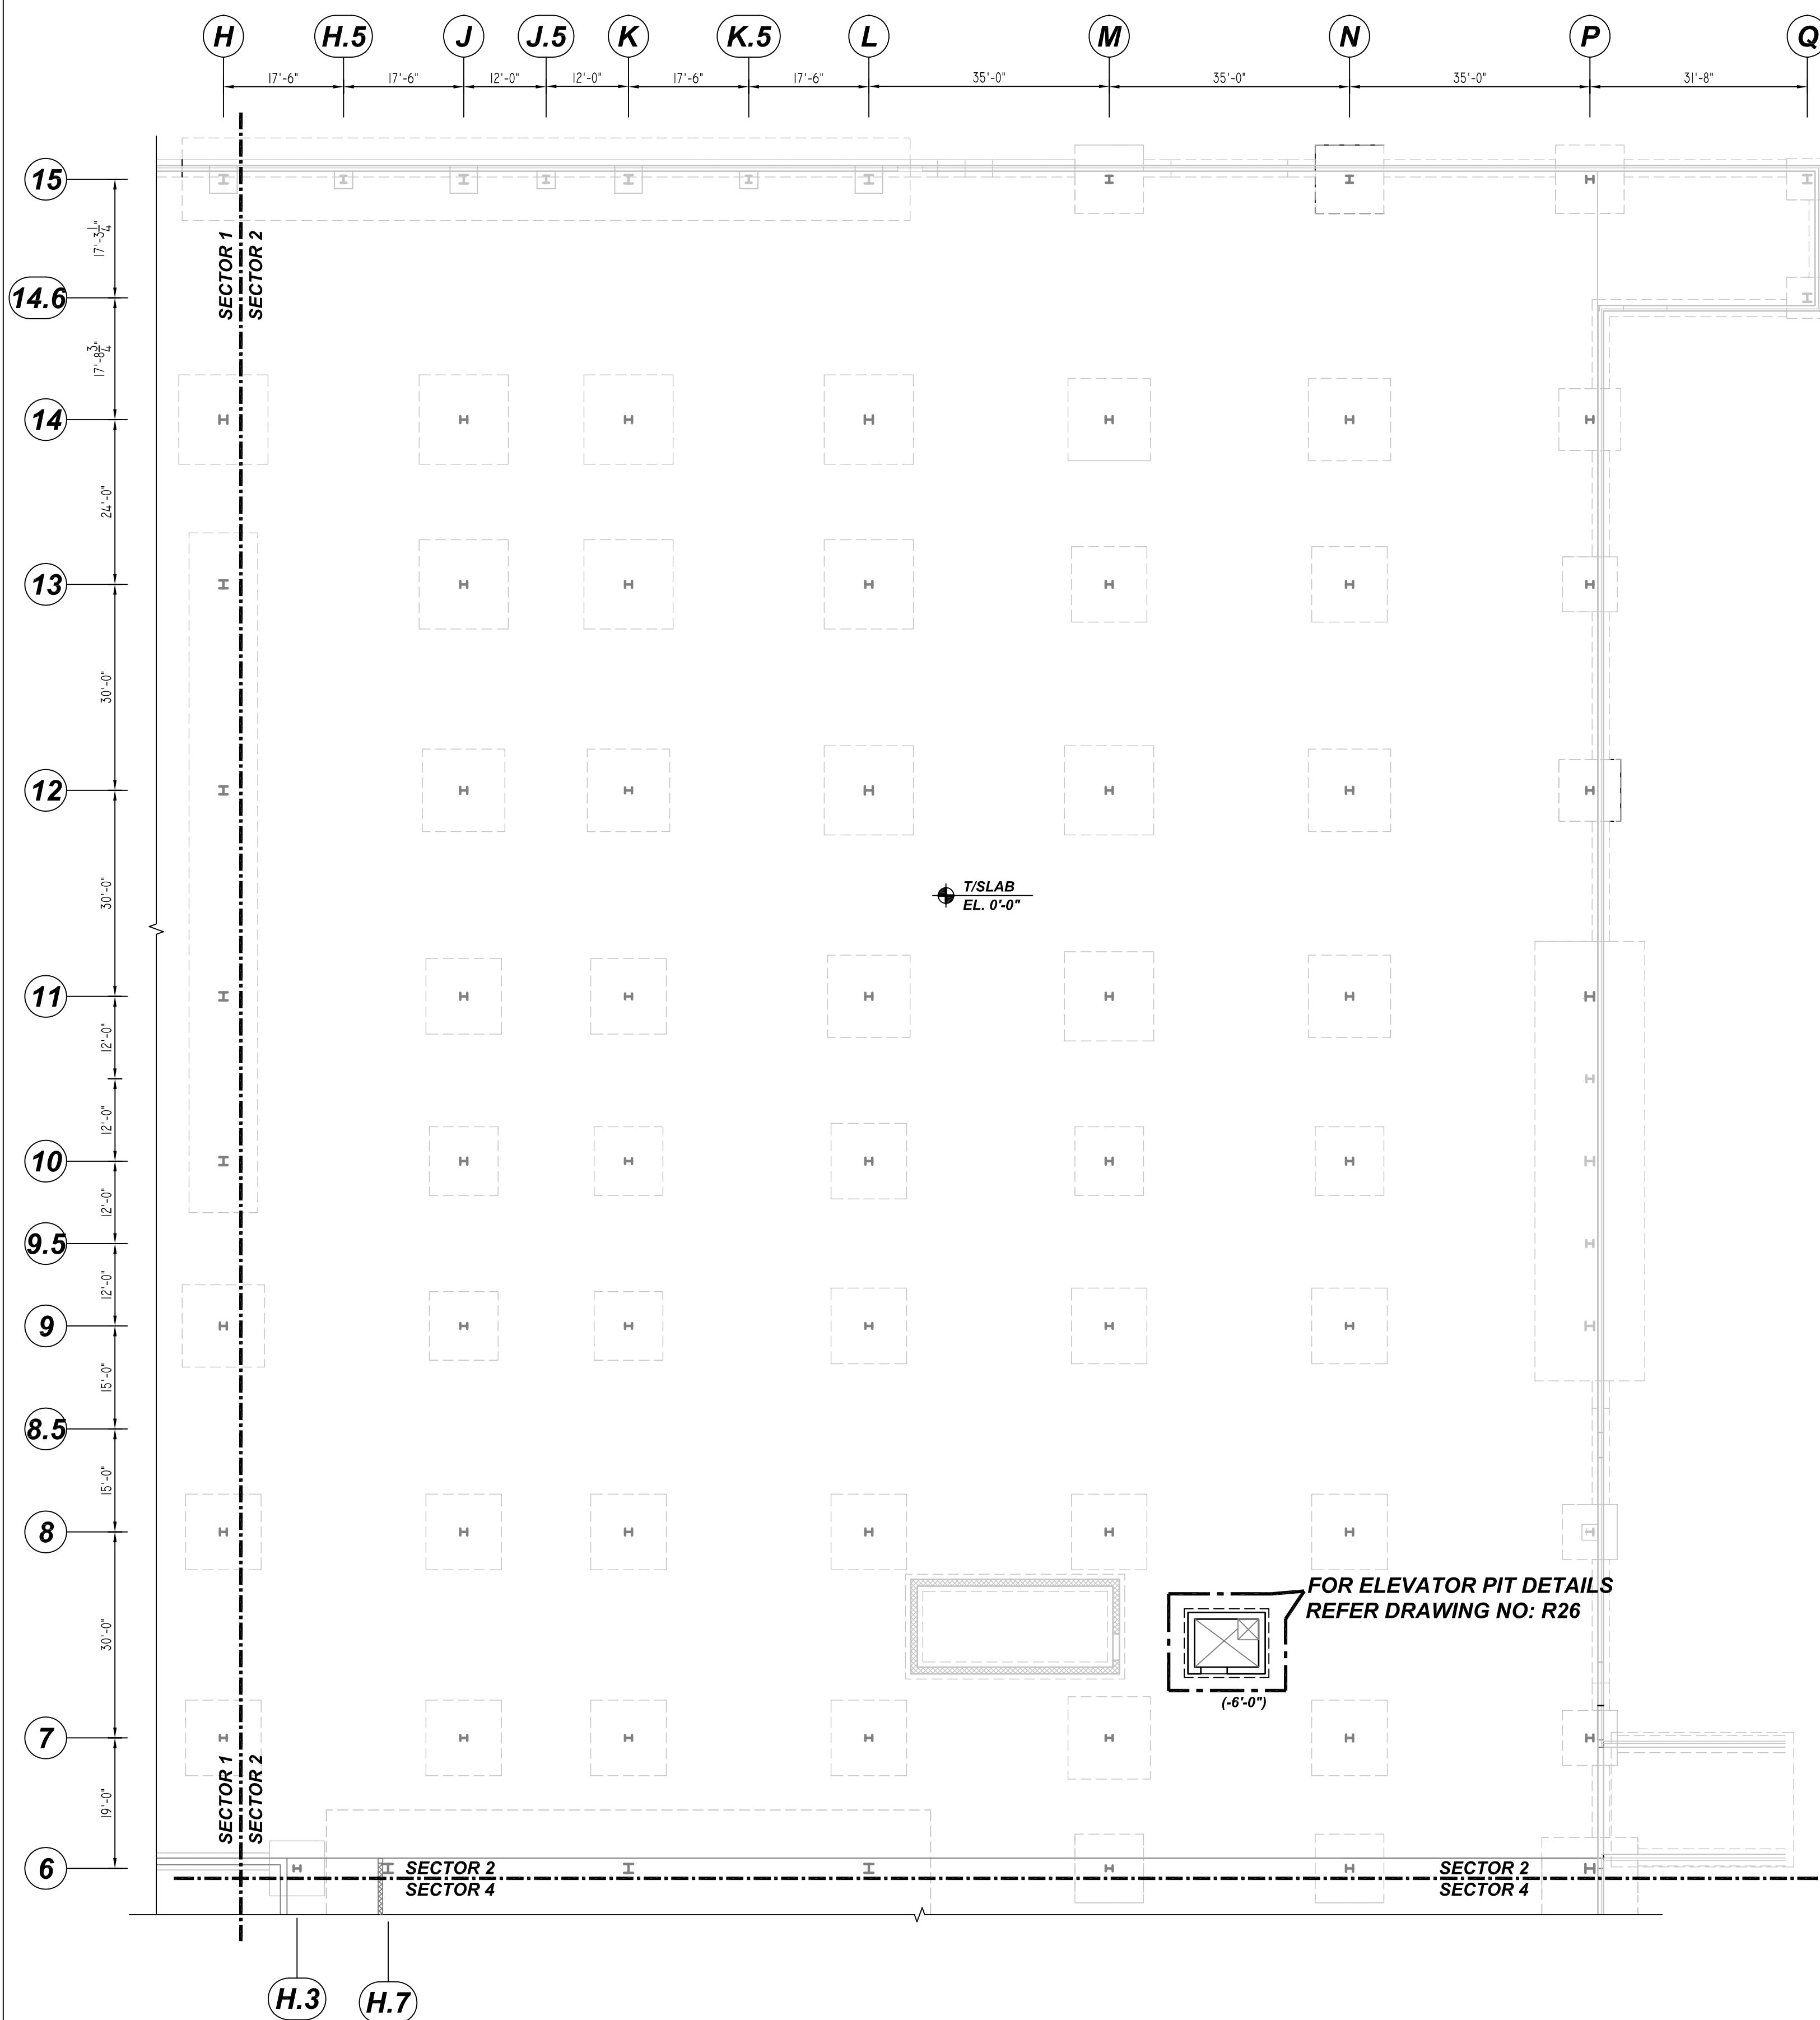 H
H.5
J
J.5
K
K.5
L
M
N
P
Q
17'-6"
17'-6"
12'-0"
12'-0"
17'-6"
17'-6"
35'-0"
35'-0"
35'-0"
31'-8"
15
17'-3 1/4"
SECTOR 1
SECTOR 2
14.6
17'-8 3/4"
14
24'-0"
13
30'-0"
12
30'-0"
T/SLAB
EL. 0'-0"
11
12'-0"
12'-0"
10
12'-0"
9.5
12'-0"
9
15'-0"
8.5
15'-0"
8
FOR ELEVATOR PIT DETAILS
REFER DRAWING NO: R26
30'-0"
(-6'-0")
7
SECTOR 1
SECTOR 2
19'-0"
6
SECTOR 2
SECTOR 4
SECTOR 2
SECTOR 4
H.3
H.7